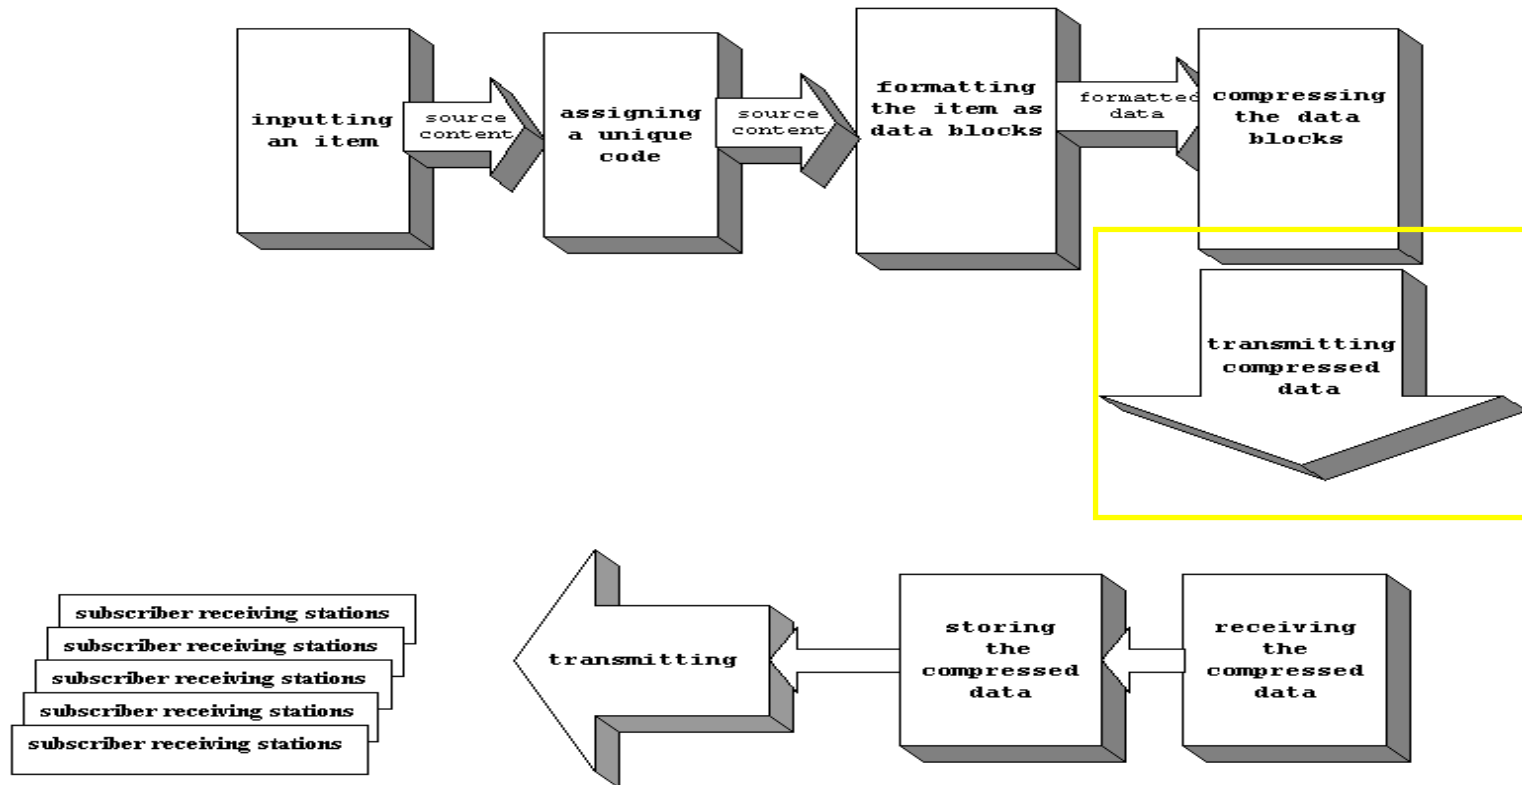 inputting
an item
source
content
assigning
a unique
code
source
content
formatting
the item as
data blocks
formatted
data
compressing
the data
blocks
transmitting
compressed
data
subscriber receiving stations
subscriber receiving stations
subscriber receiving stations
subscriber receiving stations
subscriber receiving stations
transmitting
storing
the
compressed
data
receiving
the
compressed
data